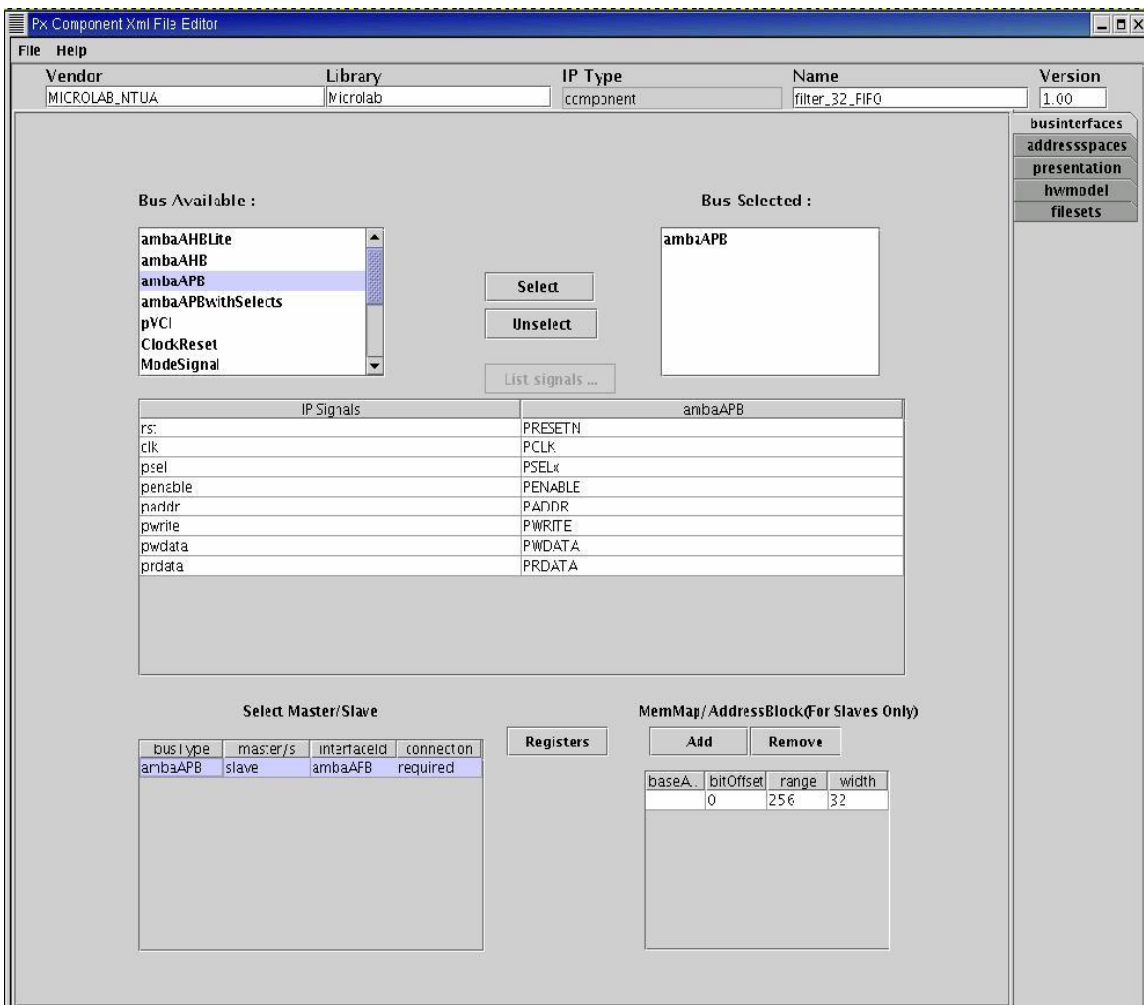 Px Component Xml File Editor
File Help
Vendor Library IP Type Name Version
MICROLAB_NTUA Microlab component filter_32_FIFO 1.00
businterfaces
addressspaces
presentation
hwmodel
filesets
Bus Available : Bus Selected :
ambaAHBLite ambaAPB
ambaAHB
ambaAPB
ambaAPBwithSelects
pVCI
ClockReset
ModeSignal
Select
Unselect
List signals ...
IP Signals ambaAPB
rst PRESETN
clk PCLK
psel PSELx
penable PENABLE
paddr PADDR
pwrite PWRITE
pwdata PWDATA
prdata PRDATA
Select Master/Slave MemMap/AddressBlock(For Slaves Only)
Registers Add Remove
busType master/s interfaceId connection
ambaAPB slave ambaAPB required
baseA.. bitOffset range width
0 256 32